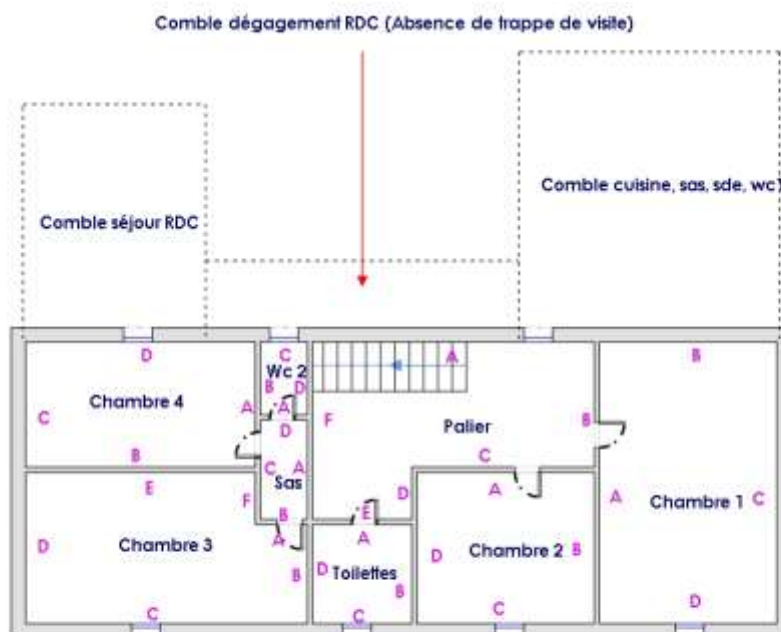 Comble dégagement RDC (Absence de trappe de visite)
Comble cuisine, sas, sde, wc1
Comble séjour RDC
D
C
Wc 2
B
D
A
A
B
Chambre 4
C
A
B
D
F
Palier
B
C
E
F
C
A
Sas
B
D
A
A
C
Chambre 1
Chambre 3
D
A
B
C
E
A
D
Toilettes
B
C
D
Chambre 2
B
C
D